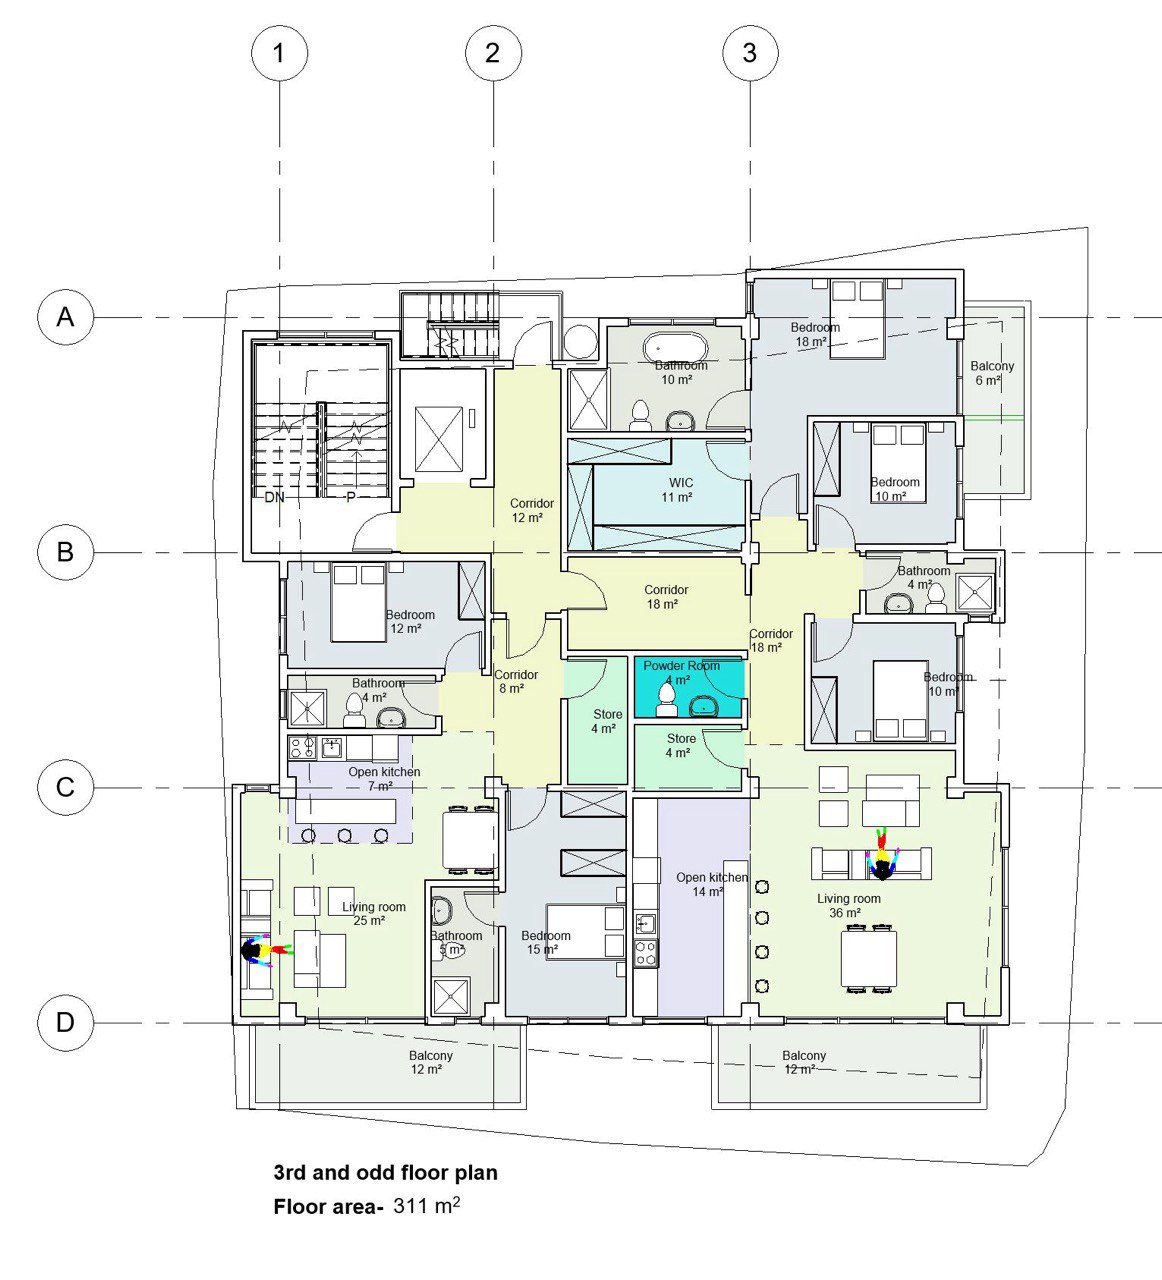 1
2
3
A
Bedroom
18 m²
Bathroom
10 m²
Balcony
6 m²
WIC
11 m²
Bedroom
10 m²
DN
P
Corridor
12 m²
B
Bathroom
4 m²
Corridor
18 m²
Bedroom
12 m²
Corridor
18 m²
Corridor
8 m²
Powder Room
4 m²
Bathroom
4 m²
Bedroom
10 m²
Store
4 m²
Store
4 m²
Open kitchen
7 m²
C
Open kitchen
14 m²
Living room
36 m²
Living room
25 m²
Bathroom
5 m²
Bedroom
15 m²
D
Balcony
12 m²
Balcony
12 m²
3rd and odd floor plan
Floor area- 311 m²